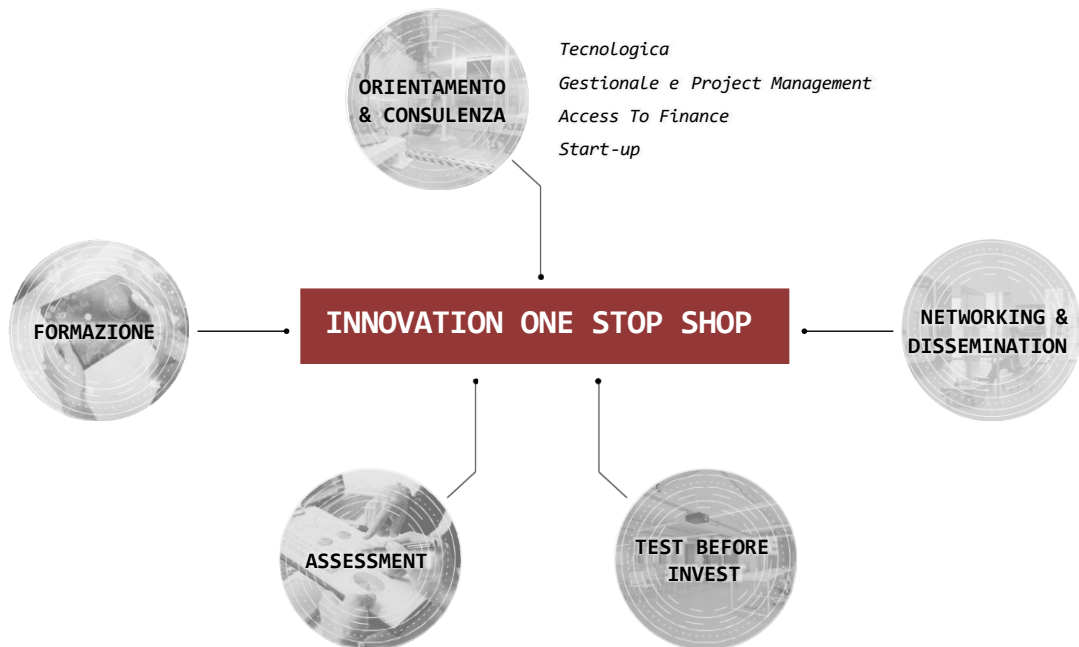 ORIENTAMENTO
& CONSULENZA
Tecnologica
Gestionale e Project Management
Access To Finance
Start-up
FORMAZIONE
INNOVATION ONE STOP SHOP
NETWORKING &
DISSEMINATION
ASSESSMENT
TEST BEFORE
INVEST